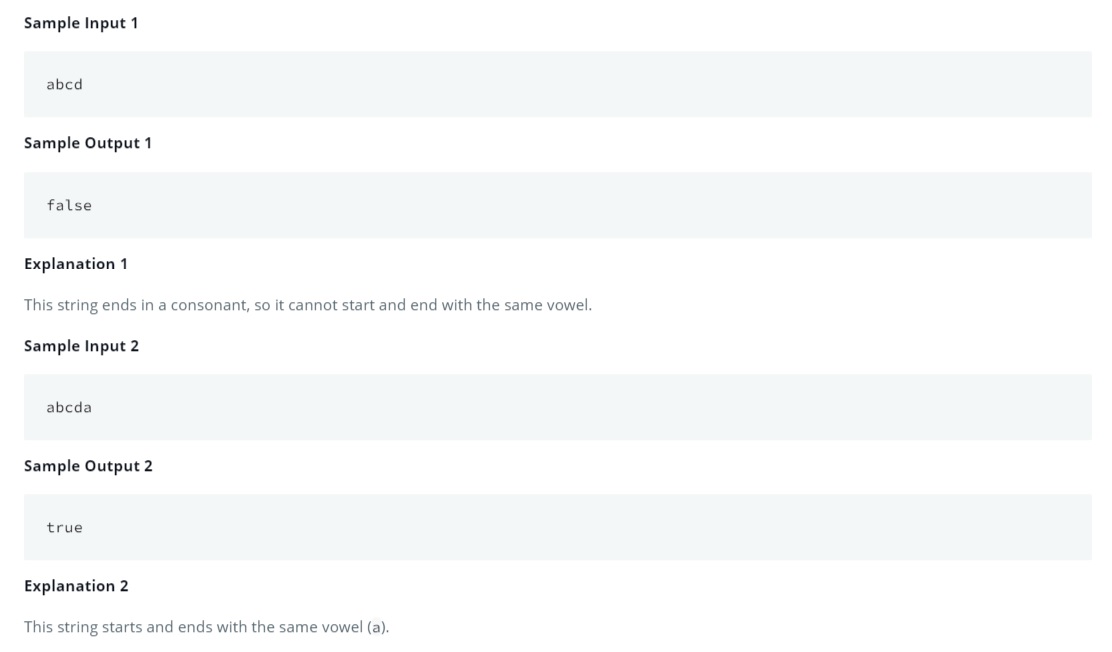 Sample Input 1
abcd
Sample Output 1
false
Explanation 1
This string ends in a consonant, so it cannot start and end with the same vowel.
Sample Input 2
abcda
Sample Output 2
true
Explanation 2
This string starts and ends with the same vowel (a).